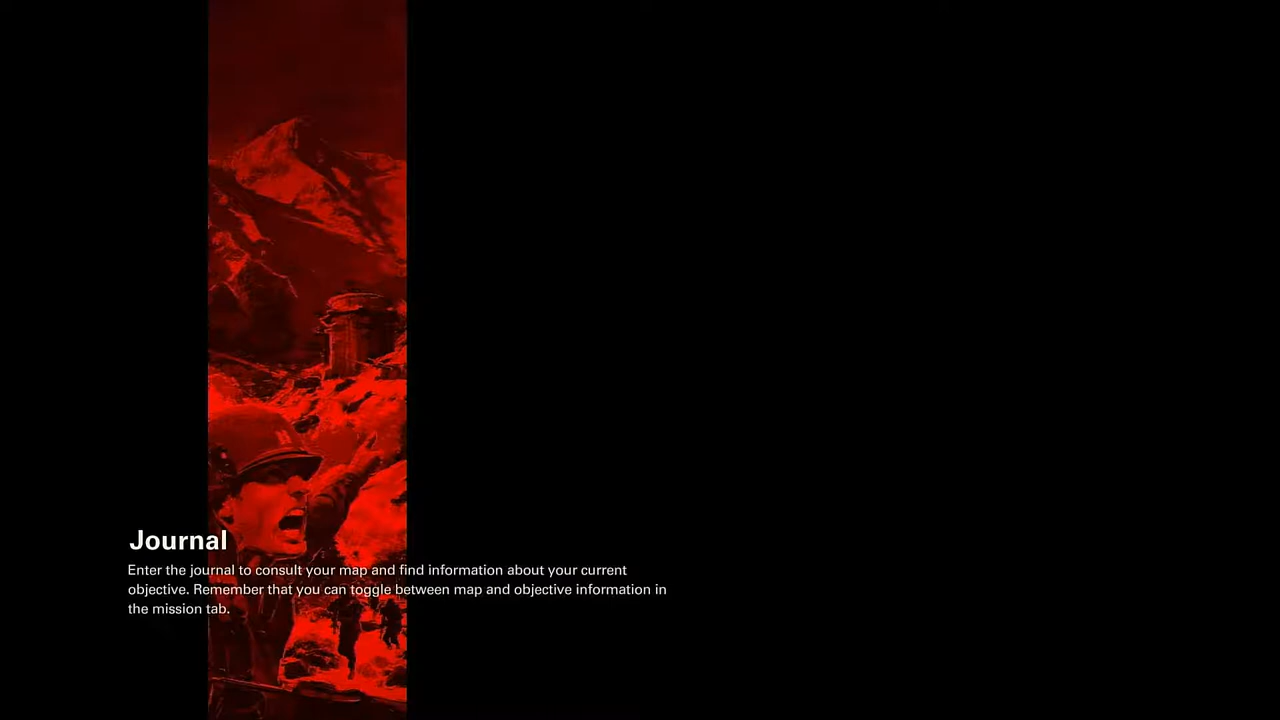 Journal
Enter the journal to consult your map and find information about your current
objective. Remember that you can toggle between map and objective information in
the mission tab.